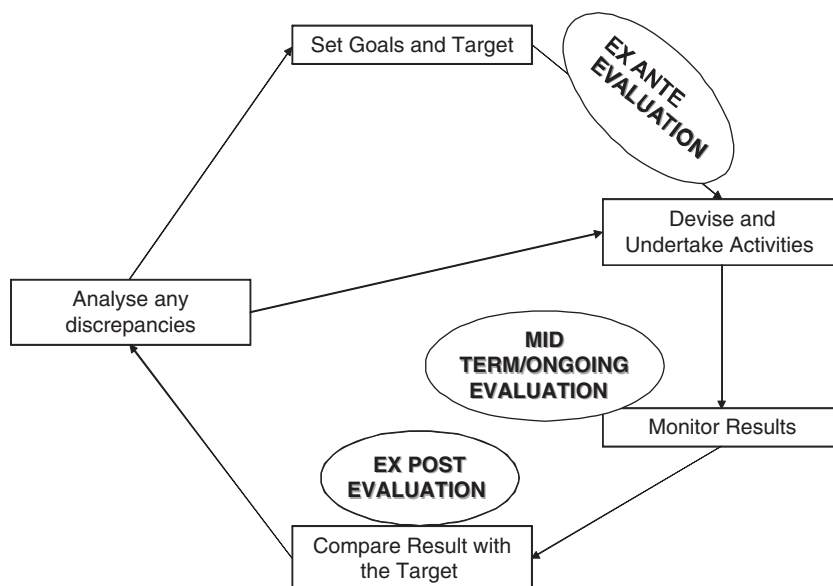 Set Goals and Target
EX ANTE
EVALUATION
Devise and
Undertake Activities
Analyse any
discrepancies
MID
TERM/ONGOING
EVALUATION
Monitor Results
EX POST
EVALUATION
Compare Result with
the Target